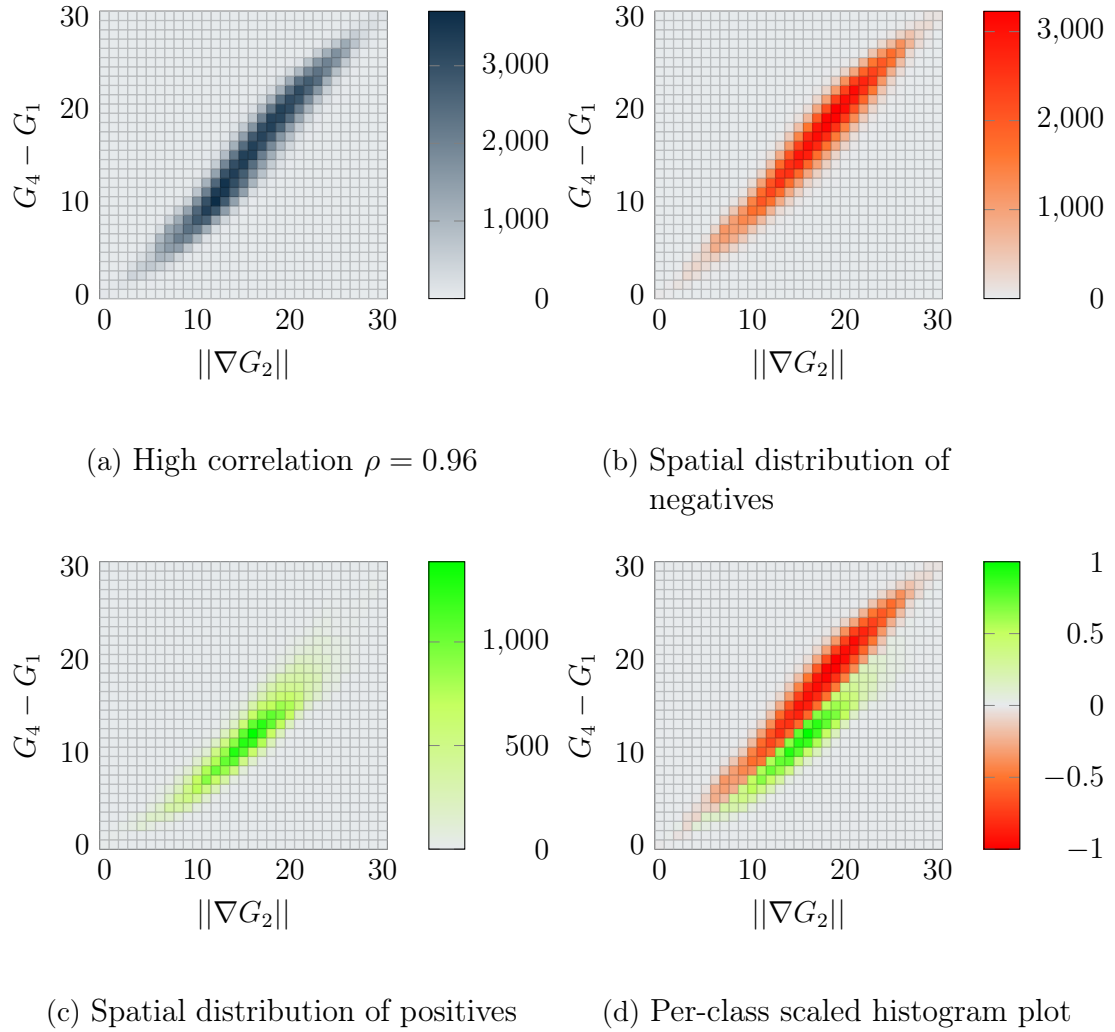 30
20
10
0
0 10 20 30
G₄ − G₁
||∇G₂||
3,000
2,000
1,000
0
(a) High correlation ρ = 0.96
30
20
10
0
0 10 20 30
G₄ − G₁
||∇G₂||
3,000
2,000
1,000
0
(b) Spatial distribution of
negatives
30
20
10
0
0 10 20 30
G₄ − G₁
||∇G₂||
1,000
500
0
(c) Spatial distribution of positives
30
20
10
0
0 10 20 30
G₄ − G₁
||∇G₂||
1
0.5
0
−0.5
−1
(d) Per-class scaled histogram plot